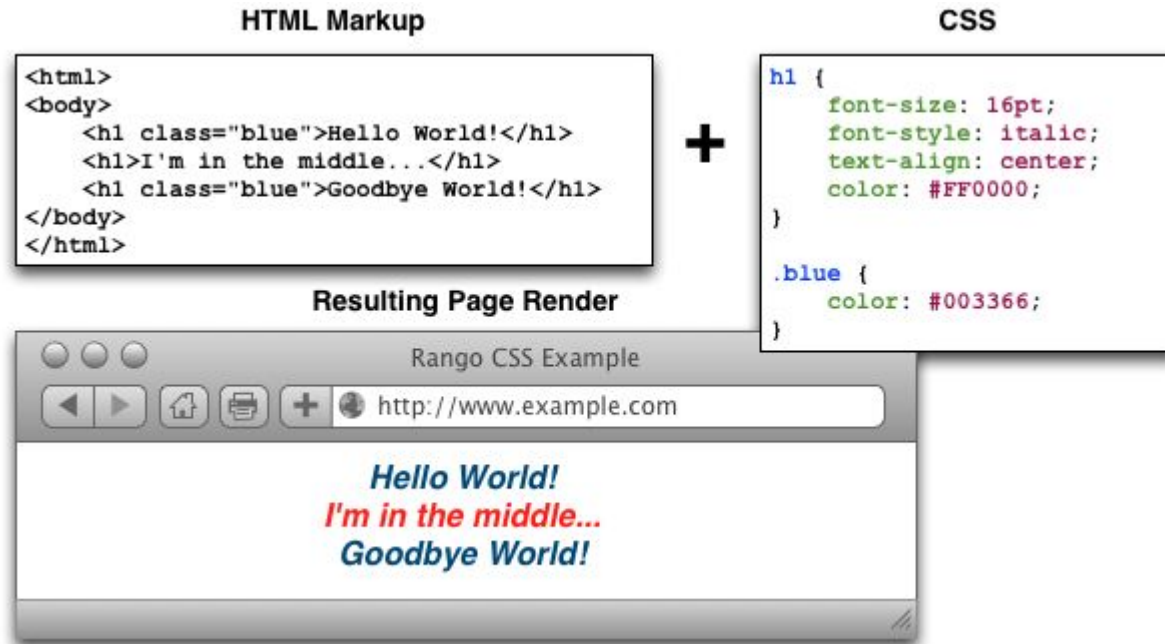 HTML Markup
<html>
<body>
    <h1 class="blue">Hello World!</h1>
    <h1>I'm in the middle...</h1>
    <h1 class="blue">Goodbye World!</h1>
</body>
</html>
+
CSS
h1 {
    font-size: 16pt;
    font-style: italic;
    text-align: center;
    color: #FF0000;
}
.blue {
    color: #003366;
}
Resulting Page Render
Rango CSS Example
http://www.example.com
Hello World!
I'm in the middle...
Goodbye World!